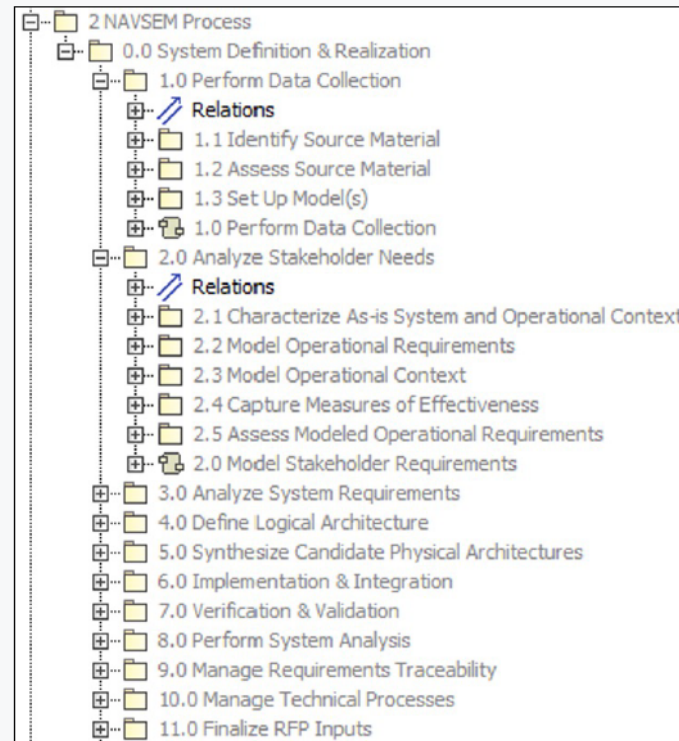 2 NAVSEM Process
0.0 System Definition & Realization
1.0 Perform Data Collection
Relations
1.1 Identify Source Material
1.2 Assess Source Material
1.3 Set Up Model(s)
1.0 Perform Data Collection
2.0 Analyze Stakeholder Needs
Relations
2.1 Characterize As-is System and Operational Context
2.2 Model Operational Requirements
2.3 Model Operational Context
2.4 Capture Measures of Effectiveness
2.5 Assess Modeled Operational Requirements
2.0 Model Stakeholder Requirements
3.0 Analyze System Requirements
4.0 Define Logical Architecture
5.0 Synthesize Candidate Physical Architectures
6.0 Implementation & Integration
7.0 Verification & Validation
8.0 Perform System Analysis
9.0 Manage Requirements Traceability
10.0 Manage Technical Processes
11.0 Finalize RFP Inputs